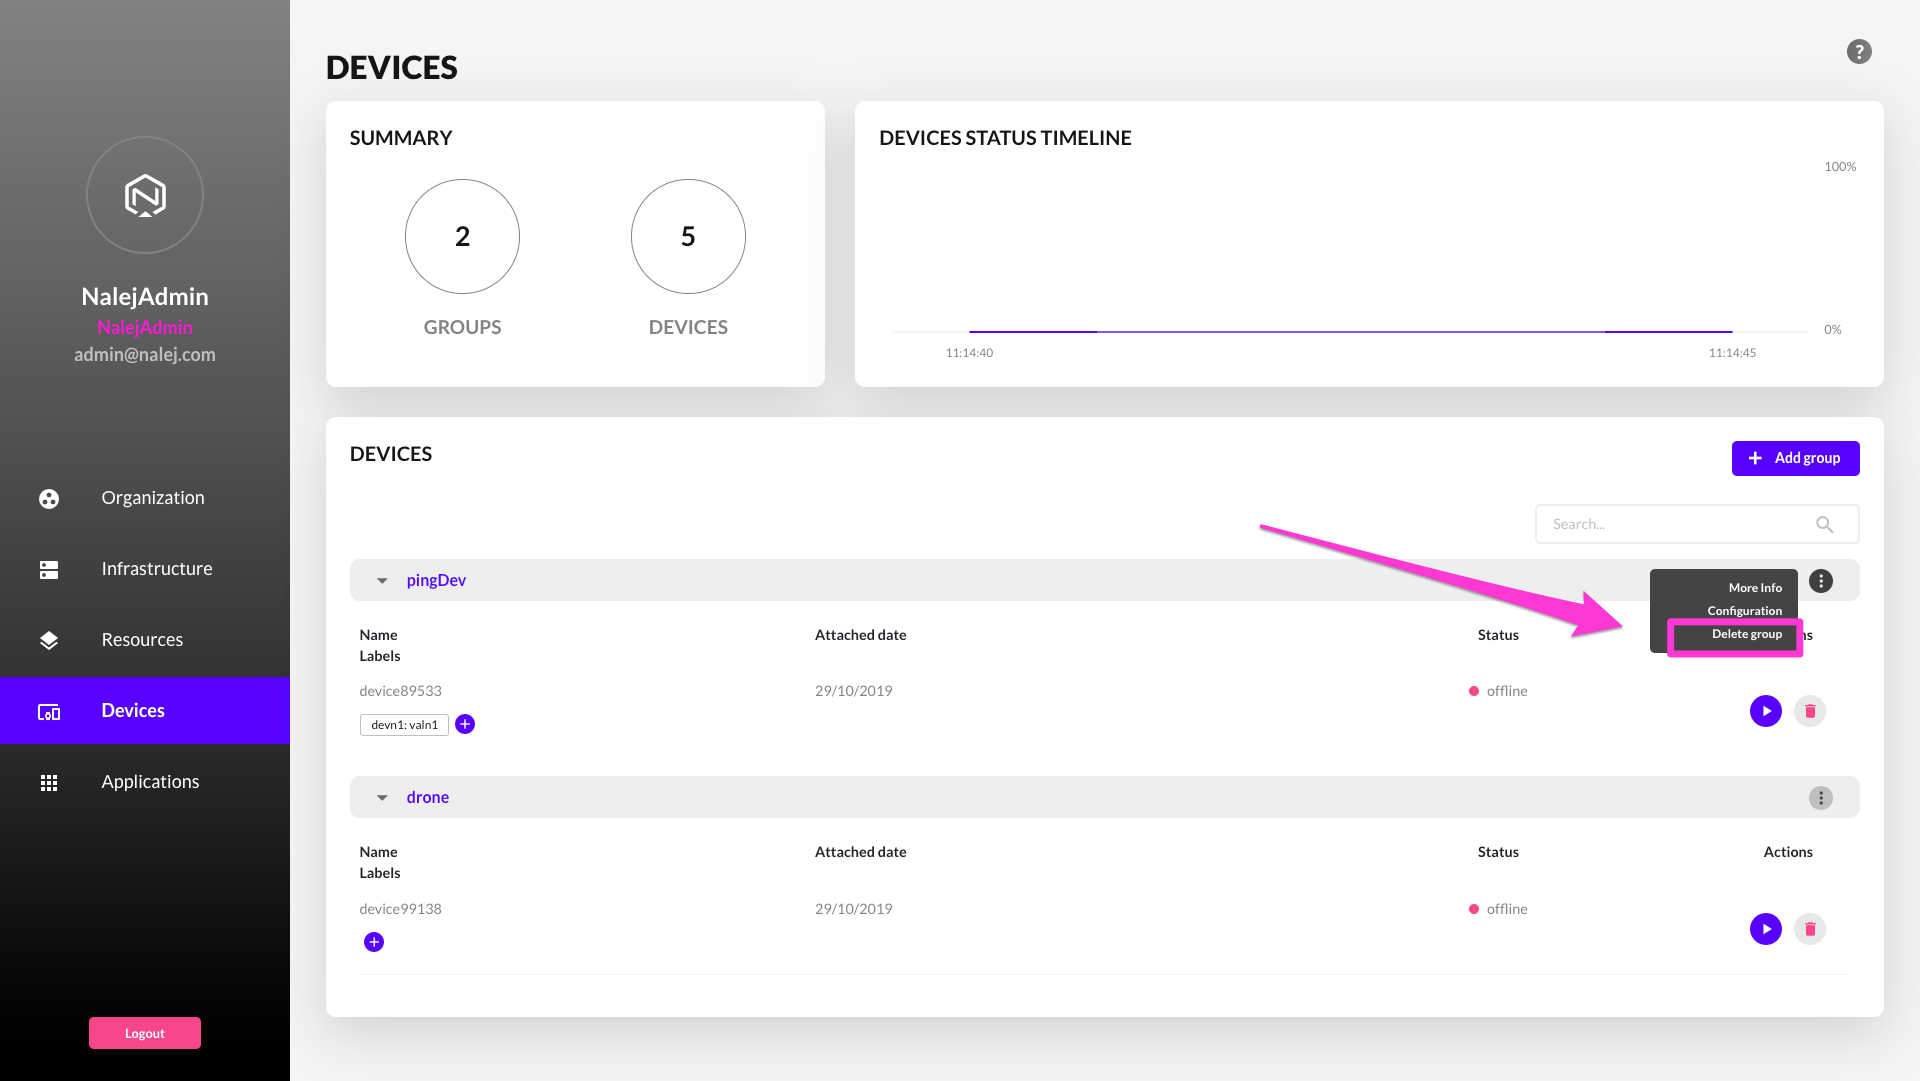 DEVICES
?
SUMMARY
2
5
GROUPS
DEVICES
DEVICES STATUS TIMELINE
100%
0%
11:14:40
11:14:45
NalejAdmin
NalejAdmin
admin@nalej.com
Organization
Infrastructure
Resources
Devices
Applications
Logout
DEVICES
Add group
Search...
pingDev
More Info
Configuration
Delete group
Name
Labels
Attached date
Status
ns
device89533
29/10/2019
offline
devn1: valn1
drone
Name
Labels
Attached date
Status
Actions
device99138
29/10/2019
offline